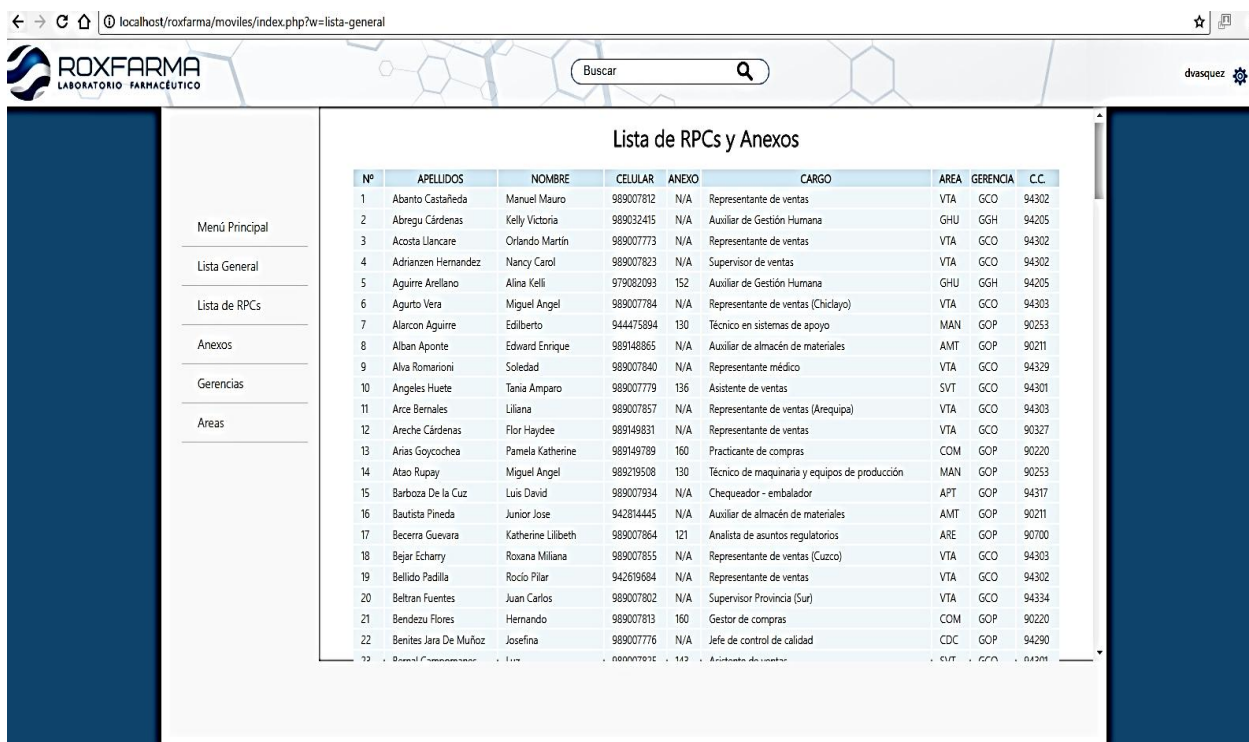 localhost/roxfarma/moviles/index.php?w=lista-general
ROXFARMA
LABORATORIO FARMACÉUTICO
Buscar
dvasquez
Menú Principal
Lista General
Lista de RPCs
Anexos
Gerencias
Areas
Lista de RPCs y Anexos
Nº APELLIDOS NOMBRE CELULAR ANEXO CARGO AREA GERENCIA C.C.
1 Abanto Castañeda Manuel Mauro 989007812 N/A Representante de ventas VTA GCO 94302
2 Abregu Cárdenas Kelly Victoria 989032415 N/A Auxiliar de Gestión Humana GHU GGH 94205
3 Acosta Llancare Orlando Martín 989007773 N/A Representante de ventas VTA GCO 94302
4 Adrianzen Hernandez Nancy Carol 989007823 N/A Supervisor de ventas VTA GCO 94302
5 Aguirre Arellano Alina Kelli 979082093 152 Auxiliar de Gestión Humana GHU GGH 94205
6 Agurto Vera Miguel Angel 989007784 N/A Representante de ventas (Chiclayo) VTA GCO 94303
7 Alarcon Aguirre Edilberto 944475894 130 Técnico en sistemas de apoyo MAN GOP 90253
8 Alban Aponte Edward Enrique 989148865 N/A Auxiliar de almacén de materiales AMT GOP 90211
9 Alva Romarioni Soledad 989007840 N/A Representante médico VTA GCO 94329
10 Angeles Huete Tania Amparo 989007779 136 Asistente de ventas SVT GCO 94301
11 Arce Bernales Liliana 989007857 N/A Representante de ventas (Arequipa) VTA GCO 94303
12 Areche Cárdenas Flor Haydee 989149831 N/A Representante de ventas VTA GCO 90327
13 Arias Goycochea Pamela Katherine 989149789 160 Practicante de compras COM GOP 90220
14 Atao Rupay Miguel Angel 989219508 130 Técnico de maquinaria y equipos de producción MAN GOP 90253
15 Barboza De la Cuz Luis David 989007934 N/A Chequeador - embalador APT GOP 94317
16 Bautista Pineda Junior Jose 942814445 N/A Auxiliar de almacén de materiales AMT GOP 90211
17 Becerra Guevara Katherine Lilibeth 989007864 121 Analista de asuntos regulatorios ARE GOP 90700
18 Bejar Echarry Roxana Miliana 989007855 N/A Representante de ventas (Cuzco) VTA GCO 94303
19 Bellido Padilla Rocío Pilar 942619684 N/A Representante de ventas VTA GCO 94302
20 Beltran Fuentes Juan Carlos 989007802 N/A Supervisor Provincia (Sur) VTA GCO 94334
21 Bendezu Flores Hernando 989007813 160 Gestor de compras COM GOP 90220
22 Benites Jara De Muñoz Josefina 989007776 N/A Jefe de control de calidad CDC GOP 94290